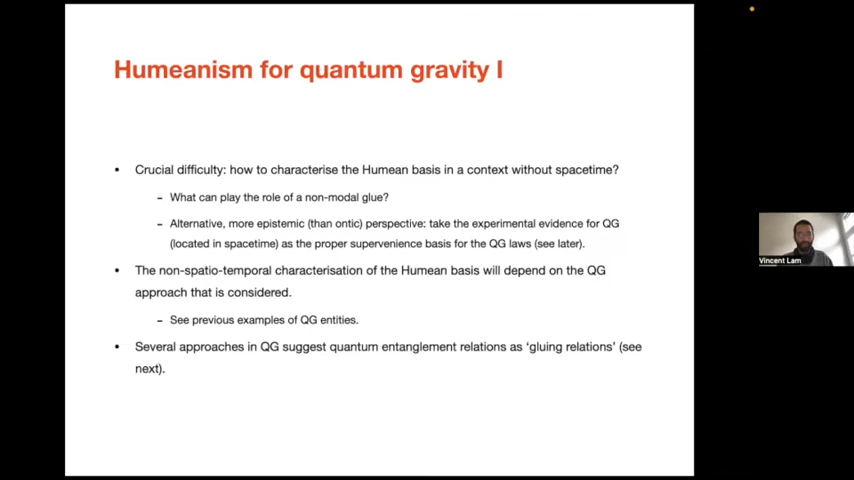 Humeanism for quantum gravity I
• Crucial difficulty: how to characterise the Humean basis in a context without spacetime?
– What can play the role of a non-modal glue?
– Alternative, more epistemic (than ontic) perspective: take the experimental evidence for QG
(located in spacetime) as the proper supervenience basis for the QG laws (see later).
• The non-spatio-temporal characterisation of the Humean basis will depend on the QG
approach that is considered.
– See previous examples of QG entities.
• Several approaches in QG suggest quantum entanglement relations as ‘gluing relations’ (see
next).
Vincent Lam